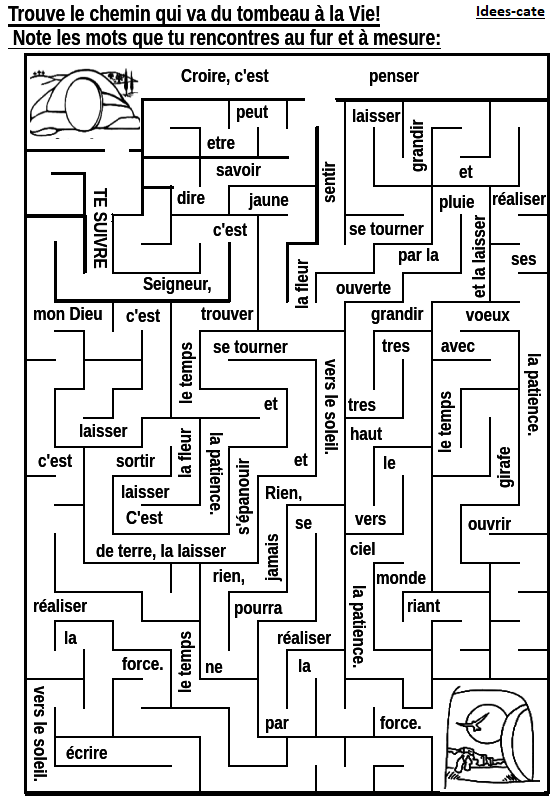 Trouve le chemin qui va du tombeau à la Vie!
Idees-cate
Note les mots que tu rencontres au fur et à mesure:
Croire, c'est
penser
peut
laisser
grandir
etre
savoir
et
sentir
TE SUIVRE
dire
jaune
pluie
réaliser
c'est
se tourner
et la laisser
par la
ses
la fleur
Seigneur,
ouverte
mon Dieu
c'est
trouver
grandir
voeux
le temps
se tourner
tres
avec
vers le soleil.
la patience.
et
tres
le temps
laisser
haut
c'est
sortir
la fleur
la patience.
s'épanouir
et
le
girafe
laisser
Rien,
C'est
se
vers
ouvrir
de terre, la laisser
jamais
ciel
rien,
monde
la patience.
réaliser
pourra
riant
la
réaliser
force.
le temps
ne
la
vers le soleil.
par
force.
écrire